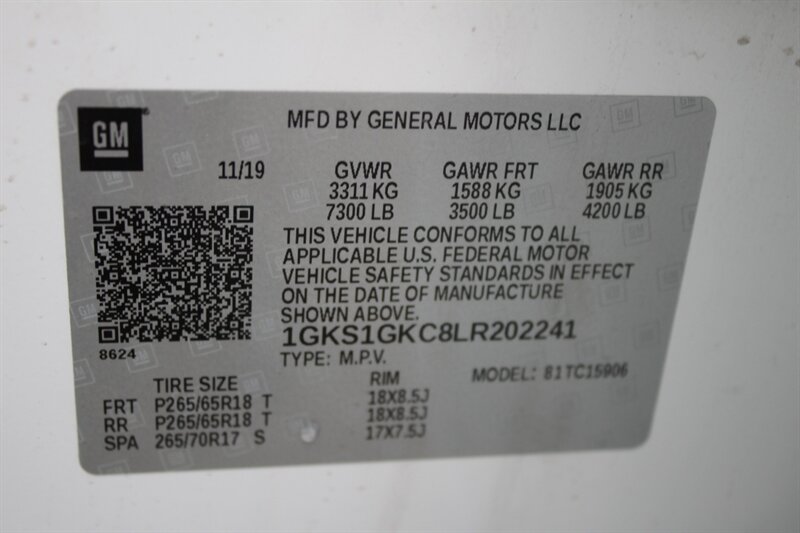 GM
MFD BY GENERAL MOTORS LLC
11/19 GVWR GAWR FRT GAWR RR
3311 KG 1588 KG 1905 KG
7300 LB 3500 LB 4200 LB
THIS VEHICLE CONFORMS TO ALL
APPLICABLE U.S. FEDERAL MOTOR
VEHICLE SAFETY STANDARDS IN EFFECT
ON THE DATE OF MANUFACTURE
SHOWN ABOVE.
1GKS1GKC8LR202241
8624
TYPE: M.P.V. MODEL: 81TC15906
TIRE SIZE RIM
FRT P265/65R18 T 18X8.5J
RR P265/65R18 T 18X8.5J
SPA 265/70R17 S 17X7.5J